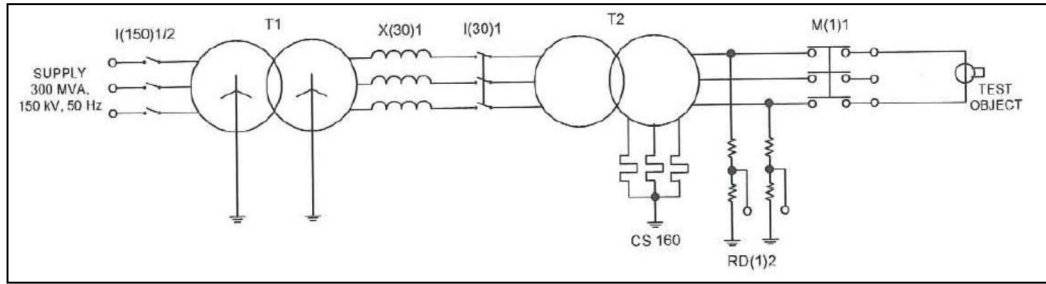 I(150)1/2
T1
X(30)1
I(30)1
T2
M(1)1
SUPPLY
300 MVA.
150 kV, 50 Hz
TEST
OBJECT
CS 160
RD(1)2